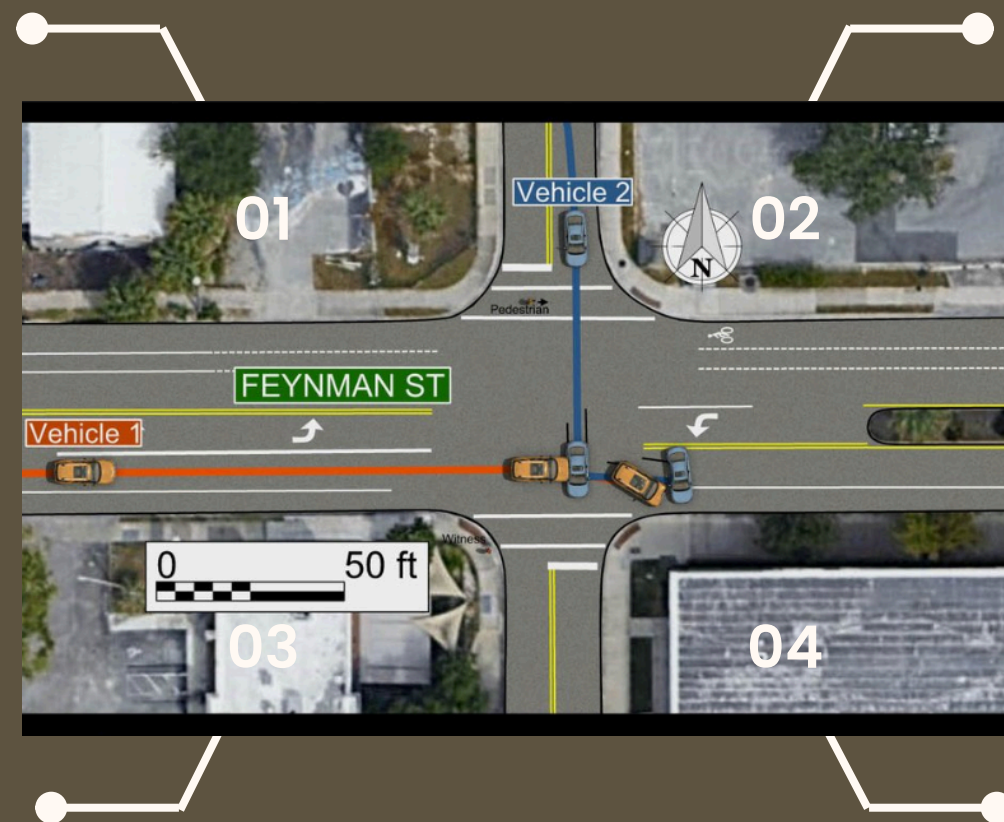 Vehicle 2
01
02
N
Pedestrian
FEYNMAN ST
Vehicle 1
Witness
0 50 ft
03
04